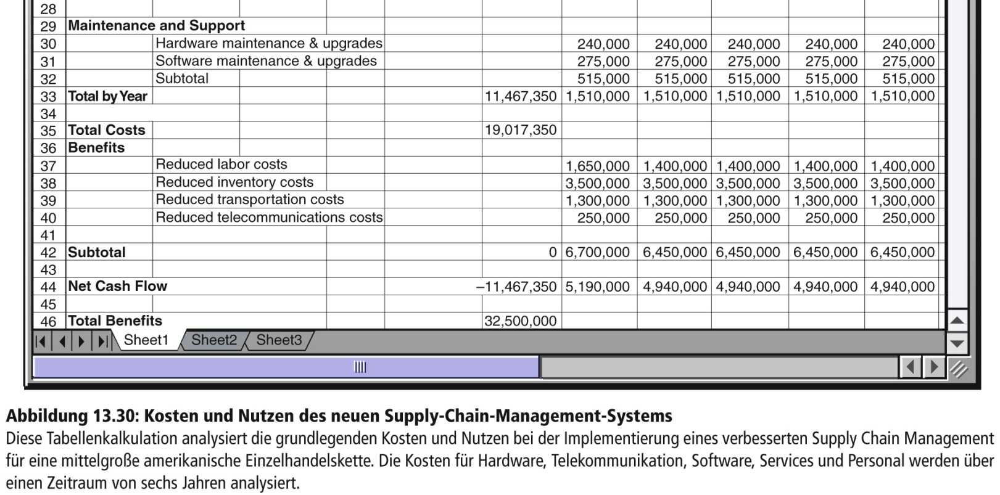 28
29 Maintenance and Support
30 Hardware maintenance & upgrades 240,000 240,000 240,000 240,000 240,000
31 Software maintenance & upgrades 275,000 275,000 275,000 275,000 275,000
32 Subtotal 515,000 515,000 515,000 515,000 515,000
33 Total by Year 11,467,350 1,510,000 1,510,000 1,510,000 1,510,000 1,510,000
34
35 Total Costs 19,017,350
36 Benefits
37 Reduced labor costs 1,650,000 1,400,000 1,400,000 1,400,000 1,400,000
38 Reduced inventory costs 3,500,000 3,500,000 3,500,000 3,500,000 3,500,000
39 Reduced transportation costs 1,300,000 1,300,000 1,300,000 1,300,000 1,300,000
40 Reduced telecommunications costs 250,000 250,000 250,000 250,000 250,000
41
42 Subtotal 0 6,700,000 6,450,000 6,450,000 6,450,000 6,450,000
43
44 Net Cash Flow –11,467,350 5,190,000 4,940,000 4,940,000 4,940,000 4,940,000
45
46 Total Benefits 32,500,000
Sheet1 Sheet2 Sheet3
Abbildung 13.30: Kosten und Nutzen des neuen Supply-Chain-Management-Systems
Diese Tabellenkalkulation analysiert die grundlegenden Kosten und Nutzen bei der Implementierung eines verbesserten Supply Chain Management
für eine mittelgroße amerikanische Einzelhandelskette. Die Kosten für Hardware, Telekommunikation, Software, Services und Personal werden über
einen Zeitraum von sechs Jahren analysiert.